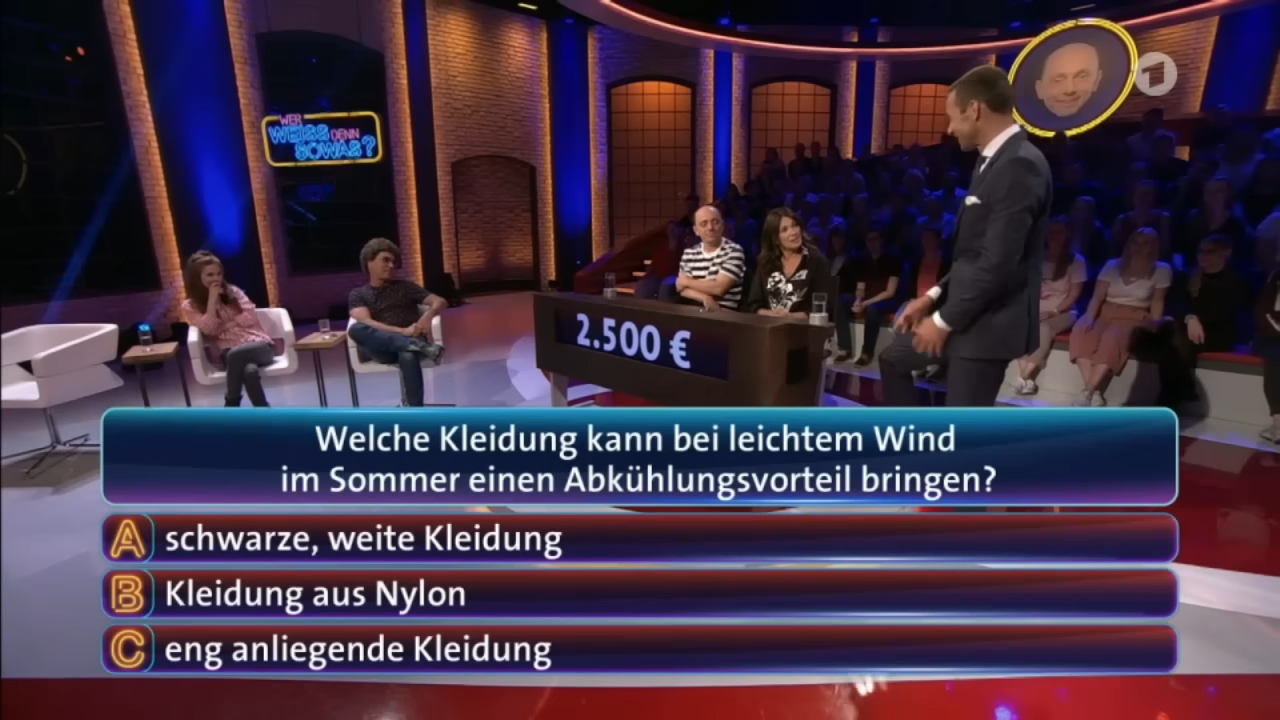 WER
WEISS DENN
SOWAS?
1
2.500 €
Welche Kleidung kann bei leichtem Wind
im Sommer einen Abkühlungsvorteil bringen?
A schwarze, weite Kleidung
B Kleidung aus Nylon
C eng anliegende Kleidung